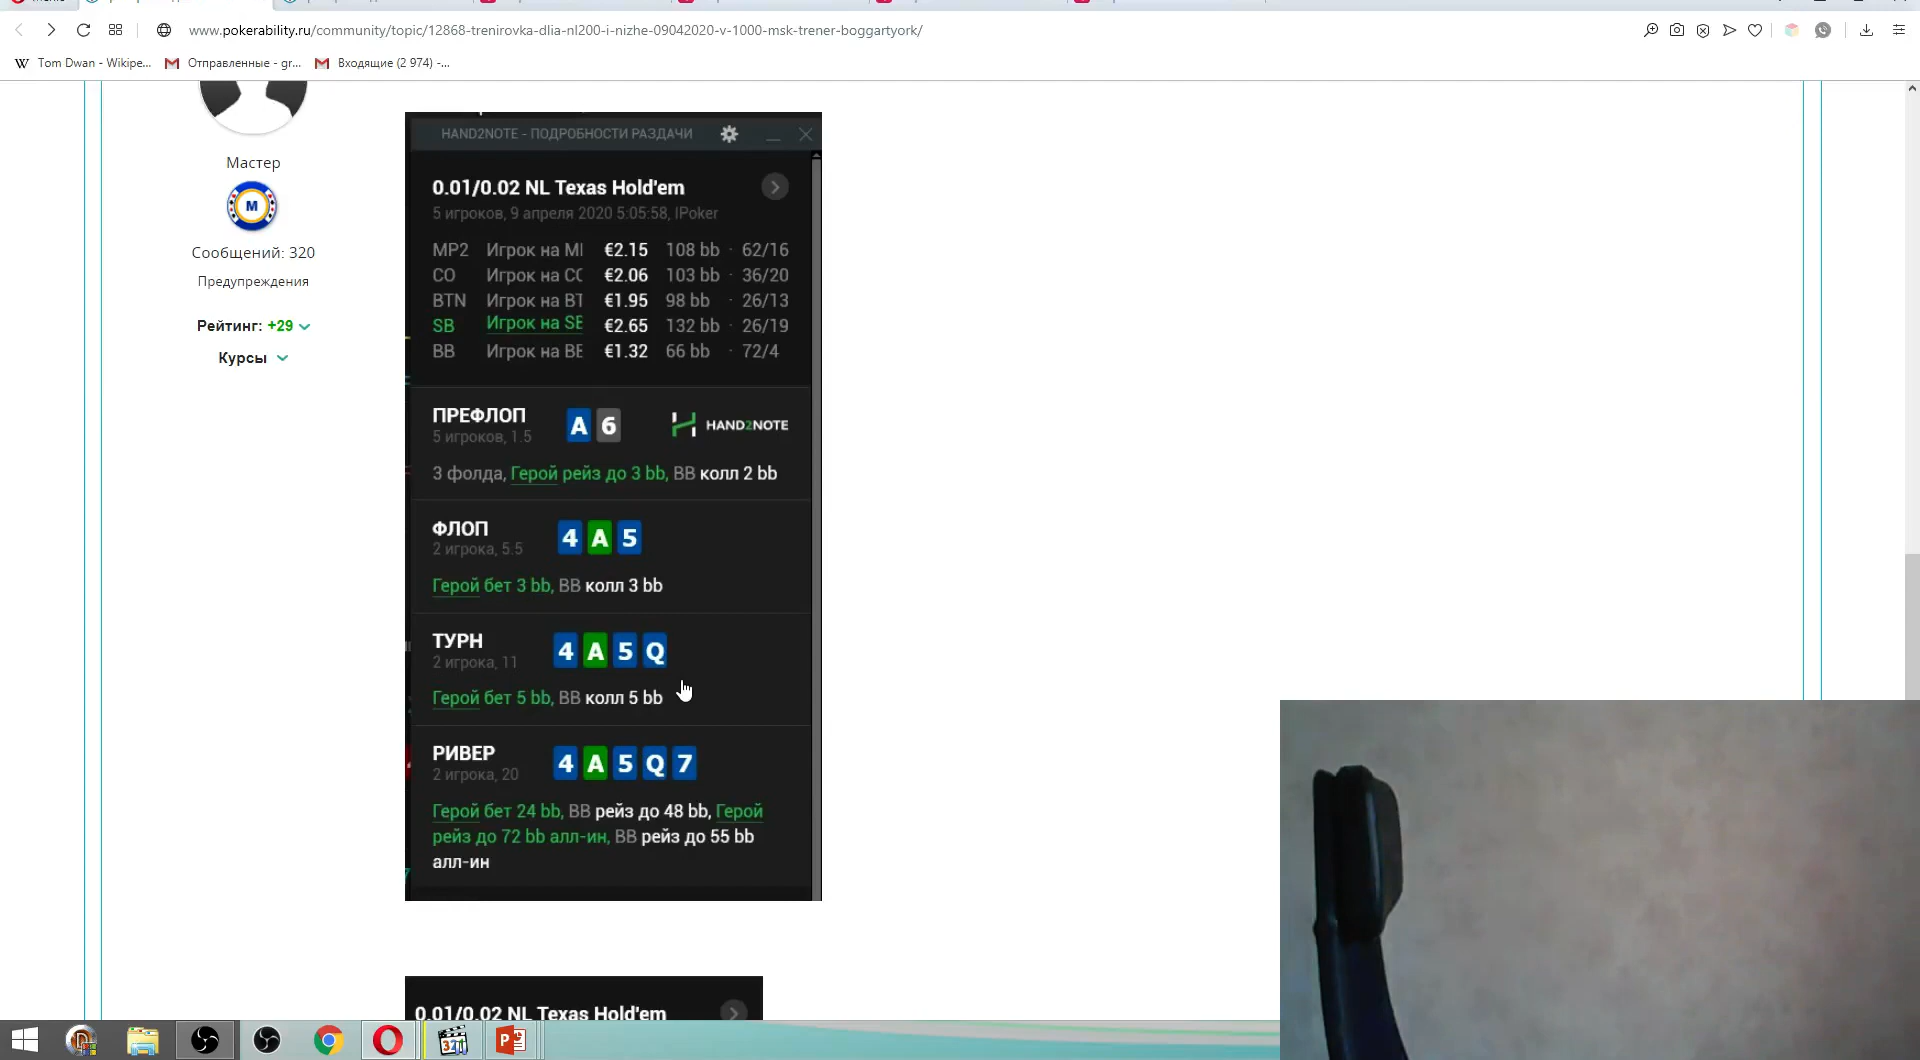 www.pokerability.ru/community/topic/12868-trenirovka-dlia-nl200-i-nizhe-09042020-v-1000-msk-trener-boggartyork/
W Tom Dwan - Wikipe...
Отправленные - gr...
Входящие (2 974) -...
Мастер
M
Сообщений: 320
Предупреждения
Рейтинг: +29
Курсы
HAND2NOTE - ПОДРОБНОСТИ РАЗДАЧИ
0.01/0.02 NL Texas Hold'em
5 игроков, 9 апреля 2020 5:05:58, IPoker
MP2 Игрок на МІ €2.15 108 bb · 62/16
CO Игрок на СС €2.06 103 bb · 36/20
BTN Игрок на ВТ €1.95 98 bb · 26/13
SB Игрок на SE €2.65 132 bb · 26/19
BB Игрок на BE €1.32 66 bb · 72/4
ПРЕФЛОП A 6 HAND2NOTE
5 игроков, 1.5
3 фолда, Герой рейз до 3 bb, BB колл 2 bb
ФЛОП 4 A 5
2 игрока, 5.5
Герой бет 3 bb, BB колл 3 bb
ТУРН 4 A 5 Q
2 игрока, 11
Герой бет 5 bb, BB колл 5 bb
РИВЕР 4 A 5 Q 7
2 игрока, 20
Герой бет 24 bb, BB рейз до 48 bb, Герой
рейз до 72 bb алл-ин, BB рейз до 55 bb
алл-ин
0.01/0.02 NL Texas Hold'em
321
P